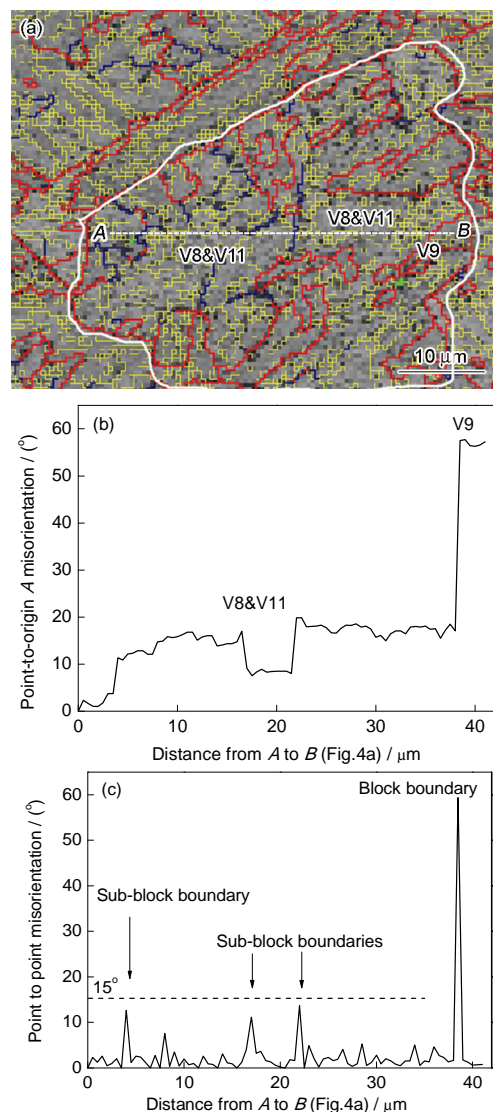 (a)
V8&V11
A
B
V8&V11
V9
10 μm
(b)
V9
60
50
40
30
20
10
0
V8&V11
Point-to-origin A misorientation / (°)
0 10 20 30 40
Distance from A to B (Fig.4a) / μm
(c)
Block boundary
60
50
40
30
20
10
0
Sub-block boundary
Sub-block boundaries
15°
Point to point misorientation / (°)
0 10 20 30 40
Distance from A to B (Fig.4a) / μm